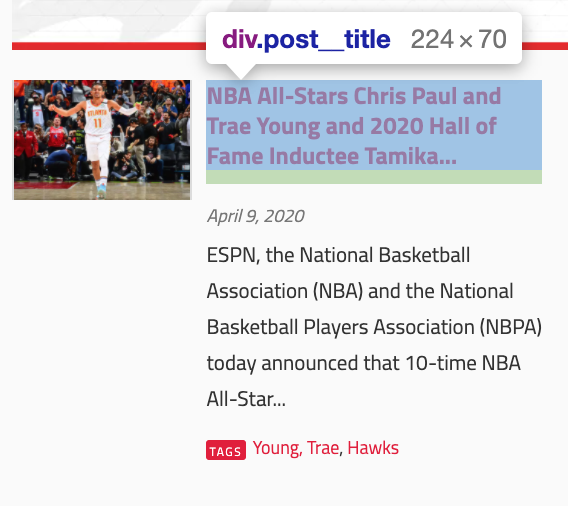 div.post__title 224 × 70
NBA All-Stars Chris Paul and
Trae Young and 2020 Hall of
Fame Inductee Tamika...
ATLANTA
11
April 9, 2020
ESPN, the National Basketball
Association (NBA) and the National
Basketball Players Association (NBPA)
today announced that 10-time NBA
All-Star...
TAGS Young, Trae, Hawks